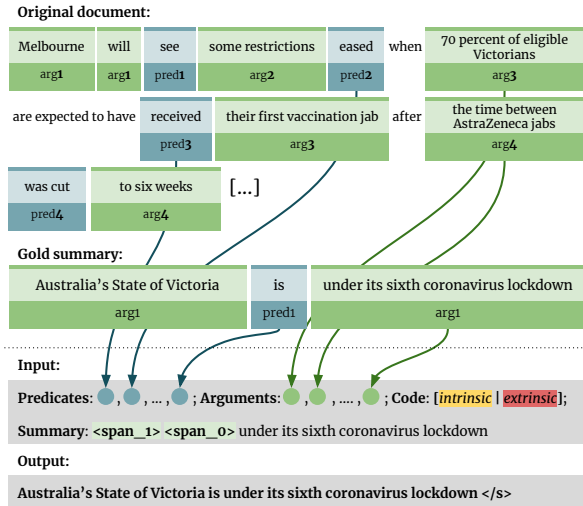 Original document:
Melbourne will see some restrictions eased when 70 percent of eligible Victorians
arg1 arg1 pred1 arg2 pred2 arg3
are expected to have received their first vaccination jab after the time between AstraZeneca jabs
pred3 arg3 arg4
was cut to six weeks [...]
pred4 arg4
Gold summary:
Australia's State of Victoria is under its sixth coronavirus lockdown
arg1 pred1 arg1
Input:
Predicates: , , ... , ; Arguments: , , .... , ; Code: [intrinsic | extrinsic];
Summary: <span_1> <span_0> under its sixth coronavirus lockdown
Output:
Australia's State of Victoria is under its sixth coronavirus lockdown </s>